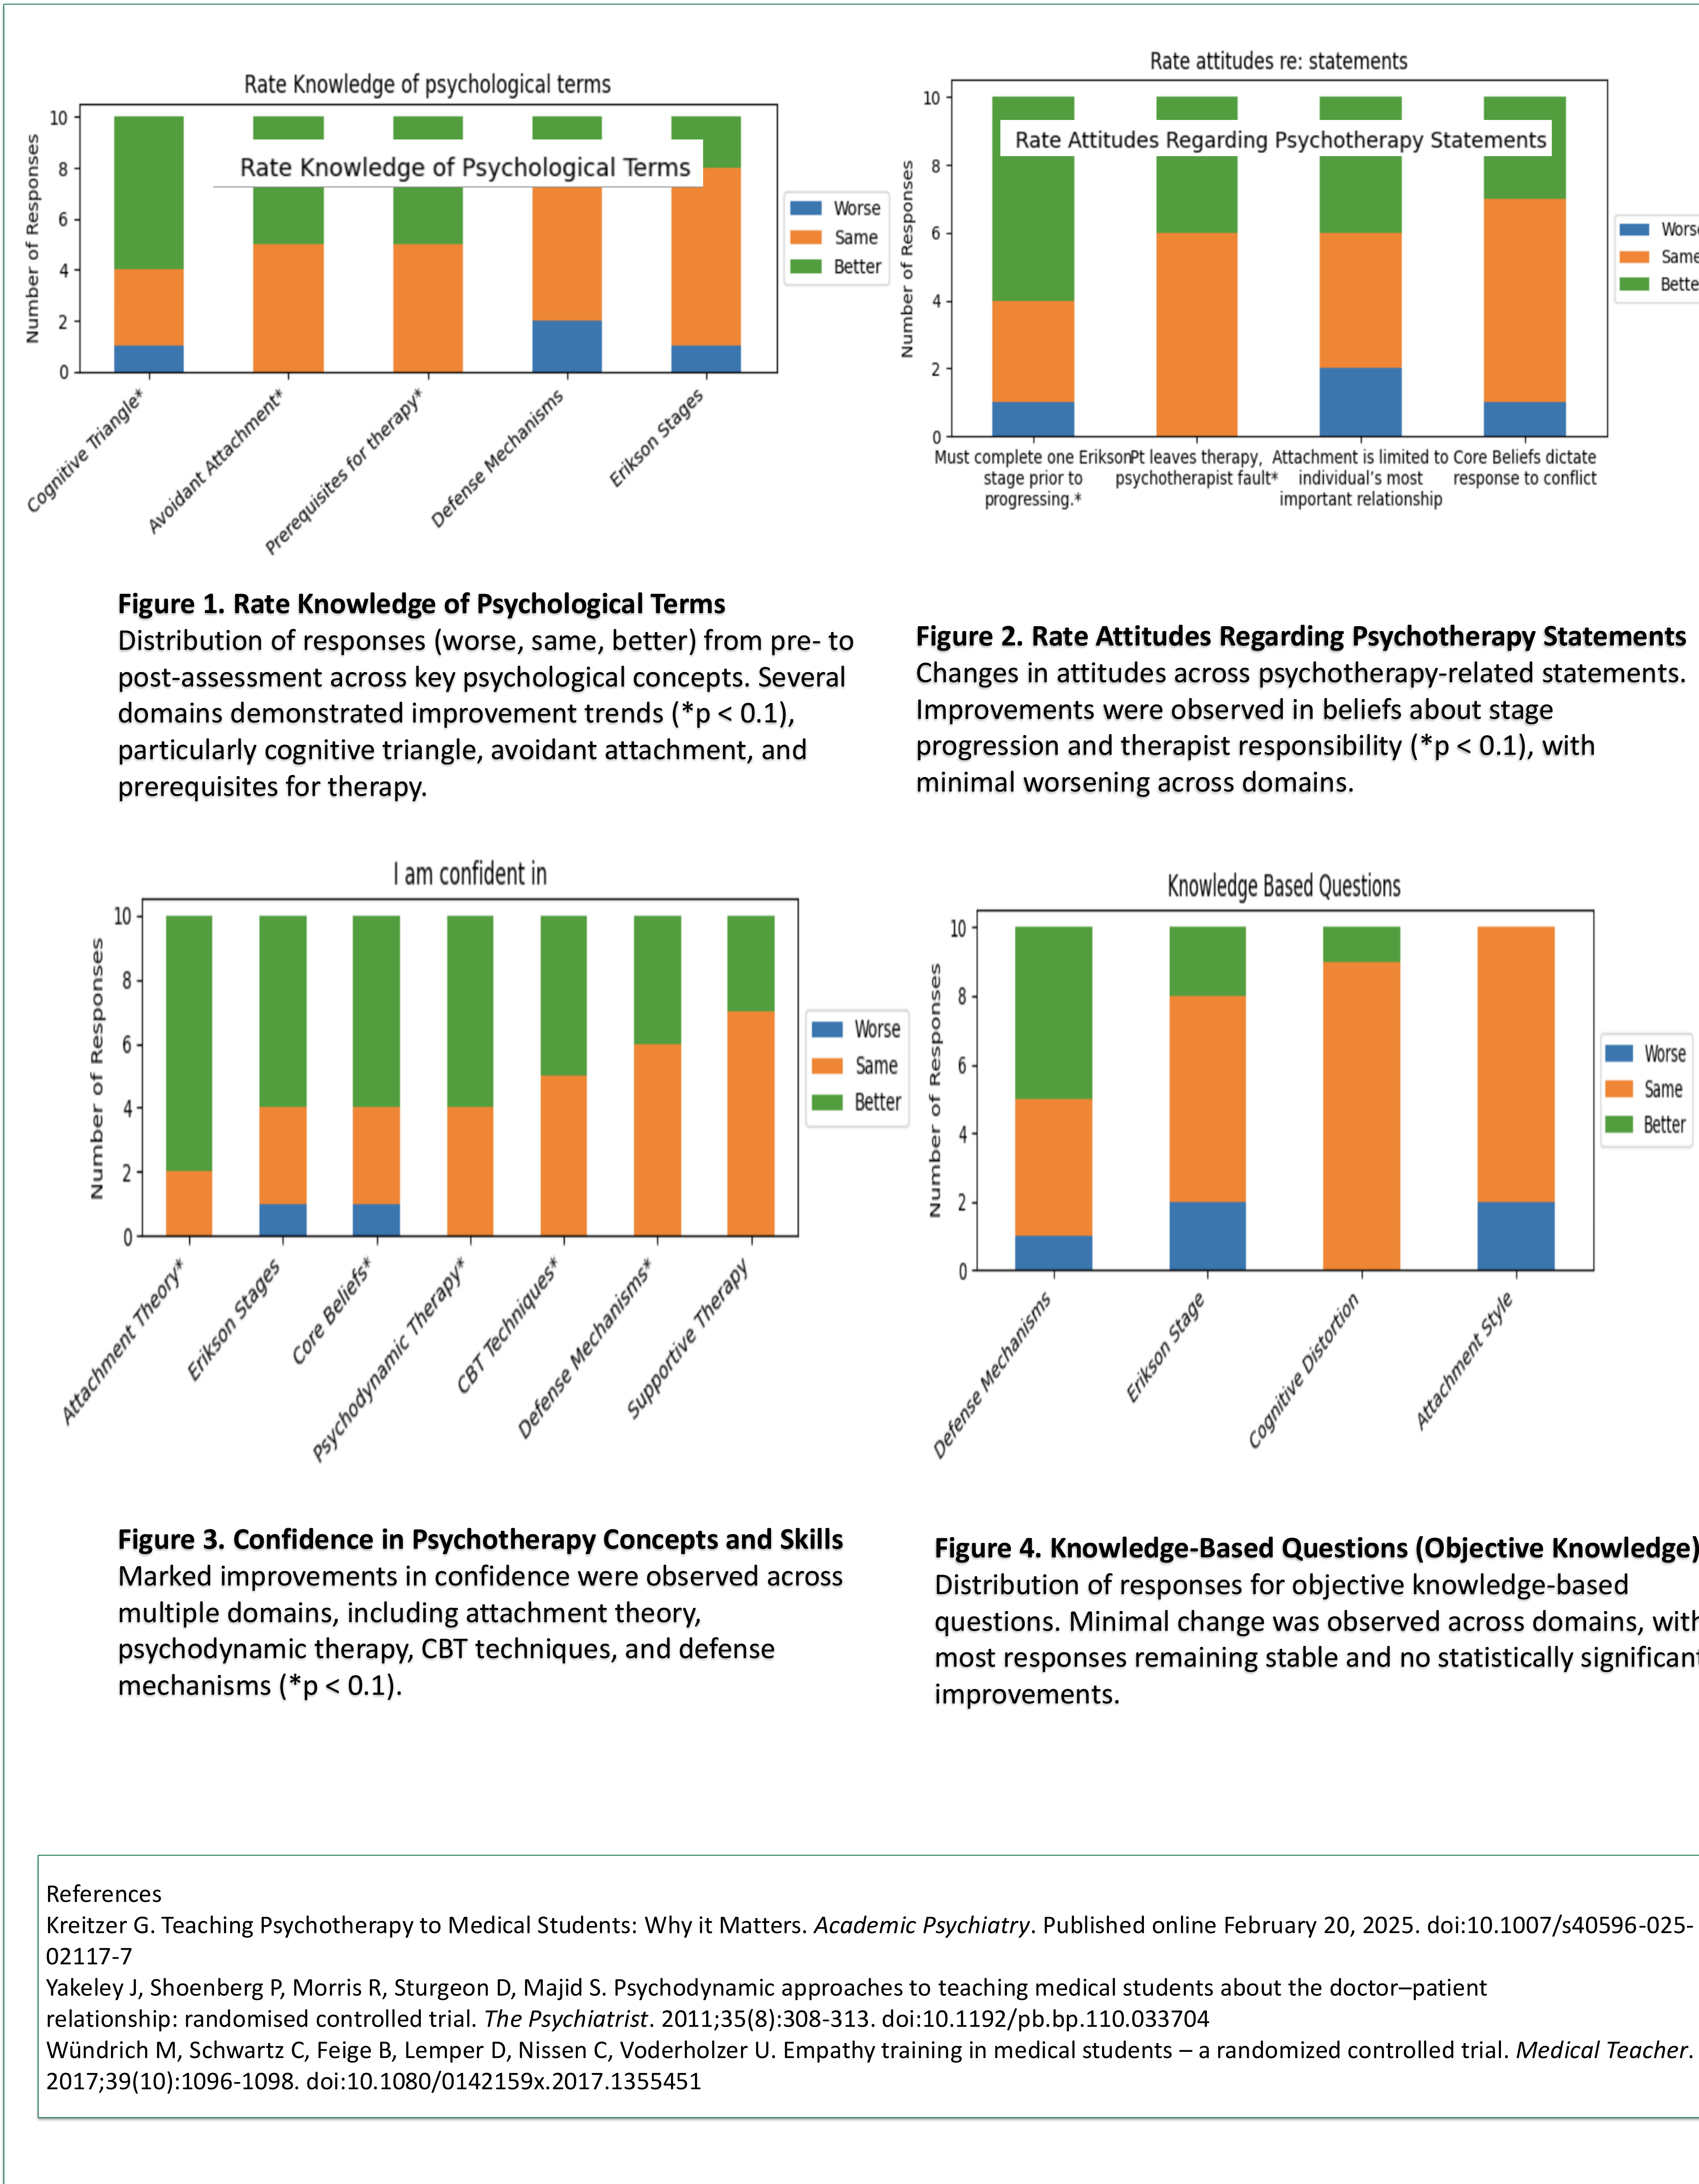 Rate Knowledge of psychological terms
Rate Knowledge of Psychological Terms
Number of Responses
10
8
6
4
2
0
Worse
Same
Better
Cognitive Triangle*
Avoidant Attachment*
Prerequisites for therapy*
Defense Mechanisms
Erikson Stages
Rate attitudes re: statements
Rate Attitudes Regarding Psychotherapy Statements
Number of Responses
10
8
6
4
2
0
Worse
Same
Bette
Must complete one Erikson
stage prior to
progressing.*
Pt leaves therapy,
psychotherapist fault*
Attachment is limited to
individual's most
important relationship
Core Beliefs dictate
response to conflict
Figure 1. Rate Knowledge of Psychological Terms
Distribution of responses (worse, same, better) from pre- to
post-assessment across key psychological concepts. Several
domains demonstrated improvement trends (*p < 0.1),
particularly cognitive triangle, avoidant attachment, and
prerequisites for therapy.
Figure 2. Rate Attitudes Regarding Psychotherapy Statements
Changes in attitudes across psychotherapy-related statements.
Improvements were observed in beliefs about stage
progression and therapist responsibility (*p < 0.1), with
minimal worsening across domains.
I am confident in
Number of Responses
10
8
6
4
2
0
Worse
Same
Better
Attachment Theory*
Erikson Stages
Core Beliefs*
Psychodynamic Therapy*
CBT Techniques*
Defense Mechanisms*
Supportive Therapy
Knowledge Based Questions
Number of Responses
10
8
6
4
2
0
Worse
Same
Better
Defense Mechanisms
Erikson Stage
Cognitive Distortion
Attachment Style
Figure 3. Confidence in Psychotherapy Concepts and Skills
Marked improvements in confidence were observed across
multiple domains, including attachment theory,
psychodynamic therapy, CBT techniques, and defense
mechanisms (*p < 0.1).
Figure 4. Knowledge-Based Questions (Objective Knowledge)
Distribution of responses for objective knowledge-based
questions. Minimal change was observed across domains, with
most responses remaining stable and no statistically significant
improvements.
References
Kreitzer G. Teaching Psychotherapy to Medical Students: Why it Matters. Academic Psychiatry. Published online February 20, 2025. doi:10.1007/s40596-025-
02117-7
Yakeley J, Shoenberg P, Morris R, Sturgeon D, Majid S. Psychodynamic approaches to teaching medical students about the doctor–patient
relationship: randomised controlled trial. The Psychiatrist. 2011;35(8):308-313. doi:10.1192/pb.bp.110.033704
Wündrich M, Schwartz C, Feige B, Lemper D, Nissen C, Voderholzer U. Empathy training in medical students – a randomized controlled trial. Medical Teacher.
2017;39(10):1096-1098. doi:10.1080/0142159x.2017.1355451